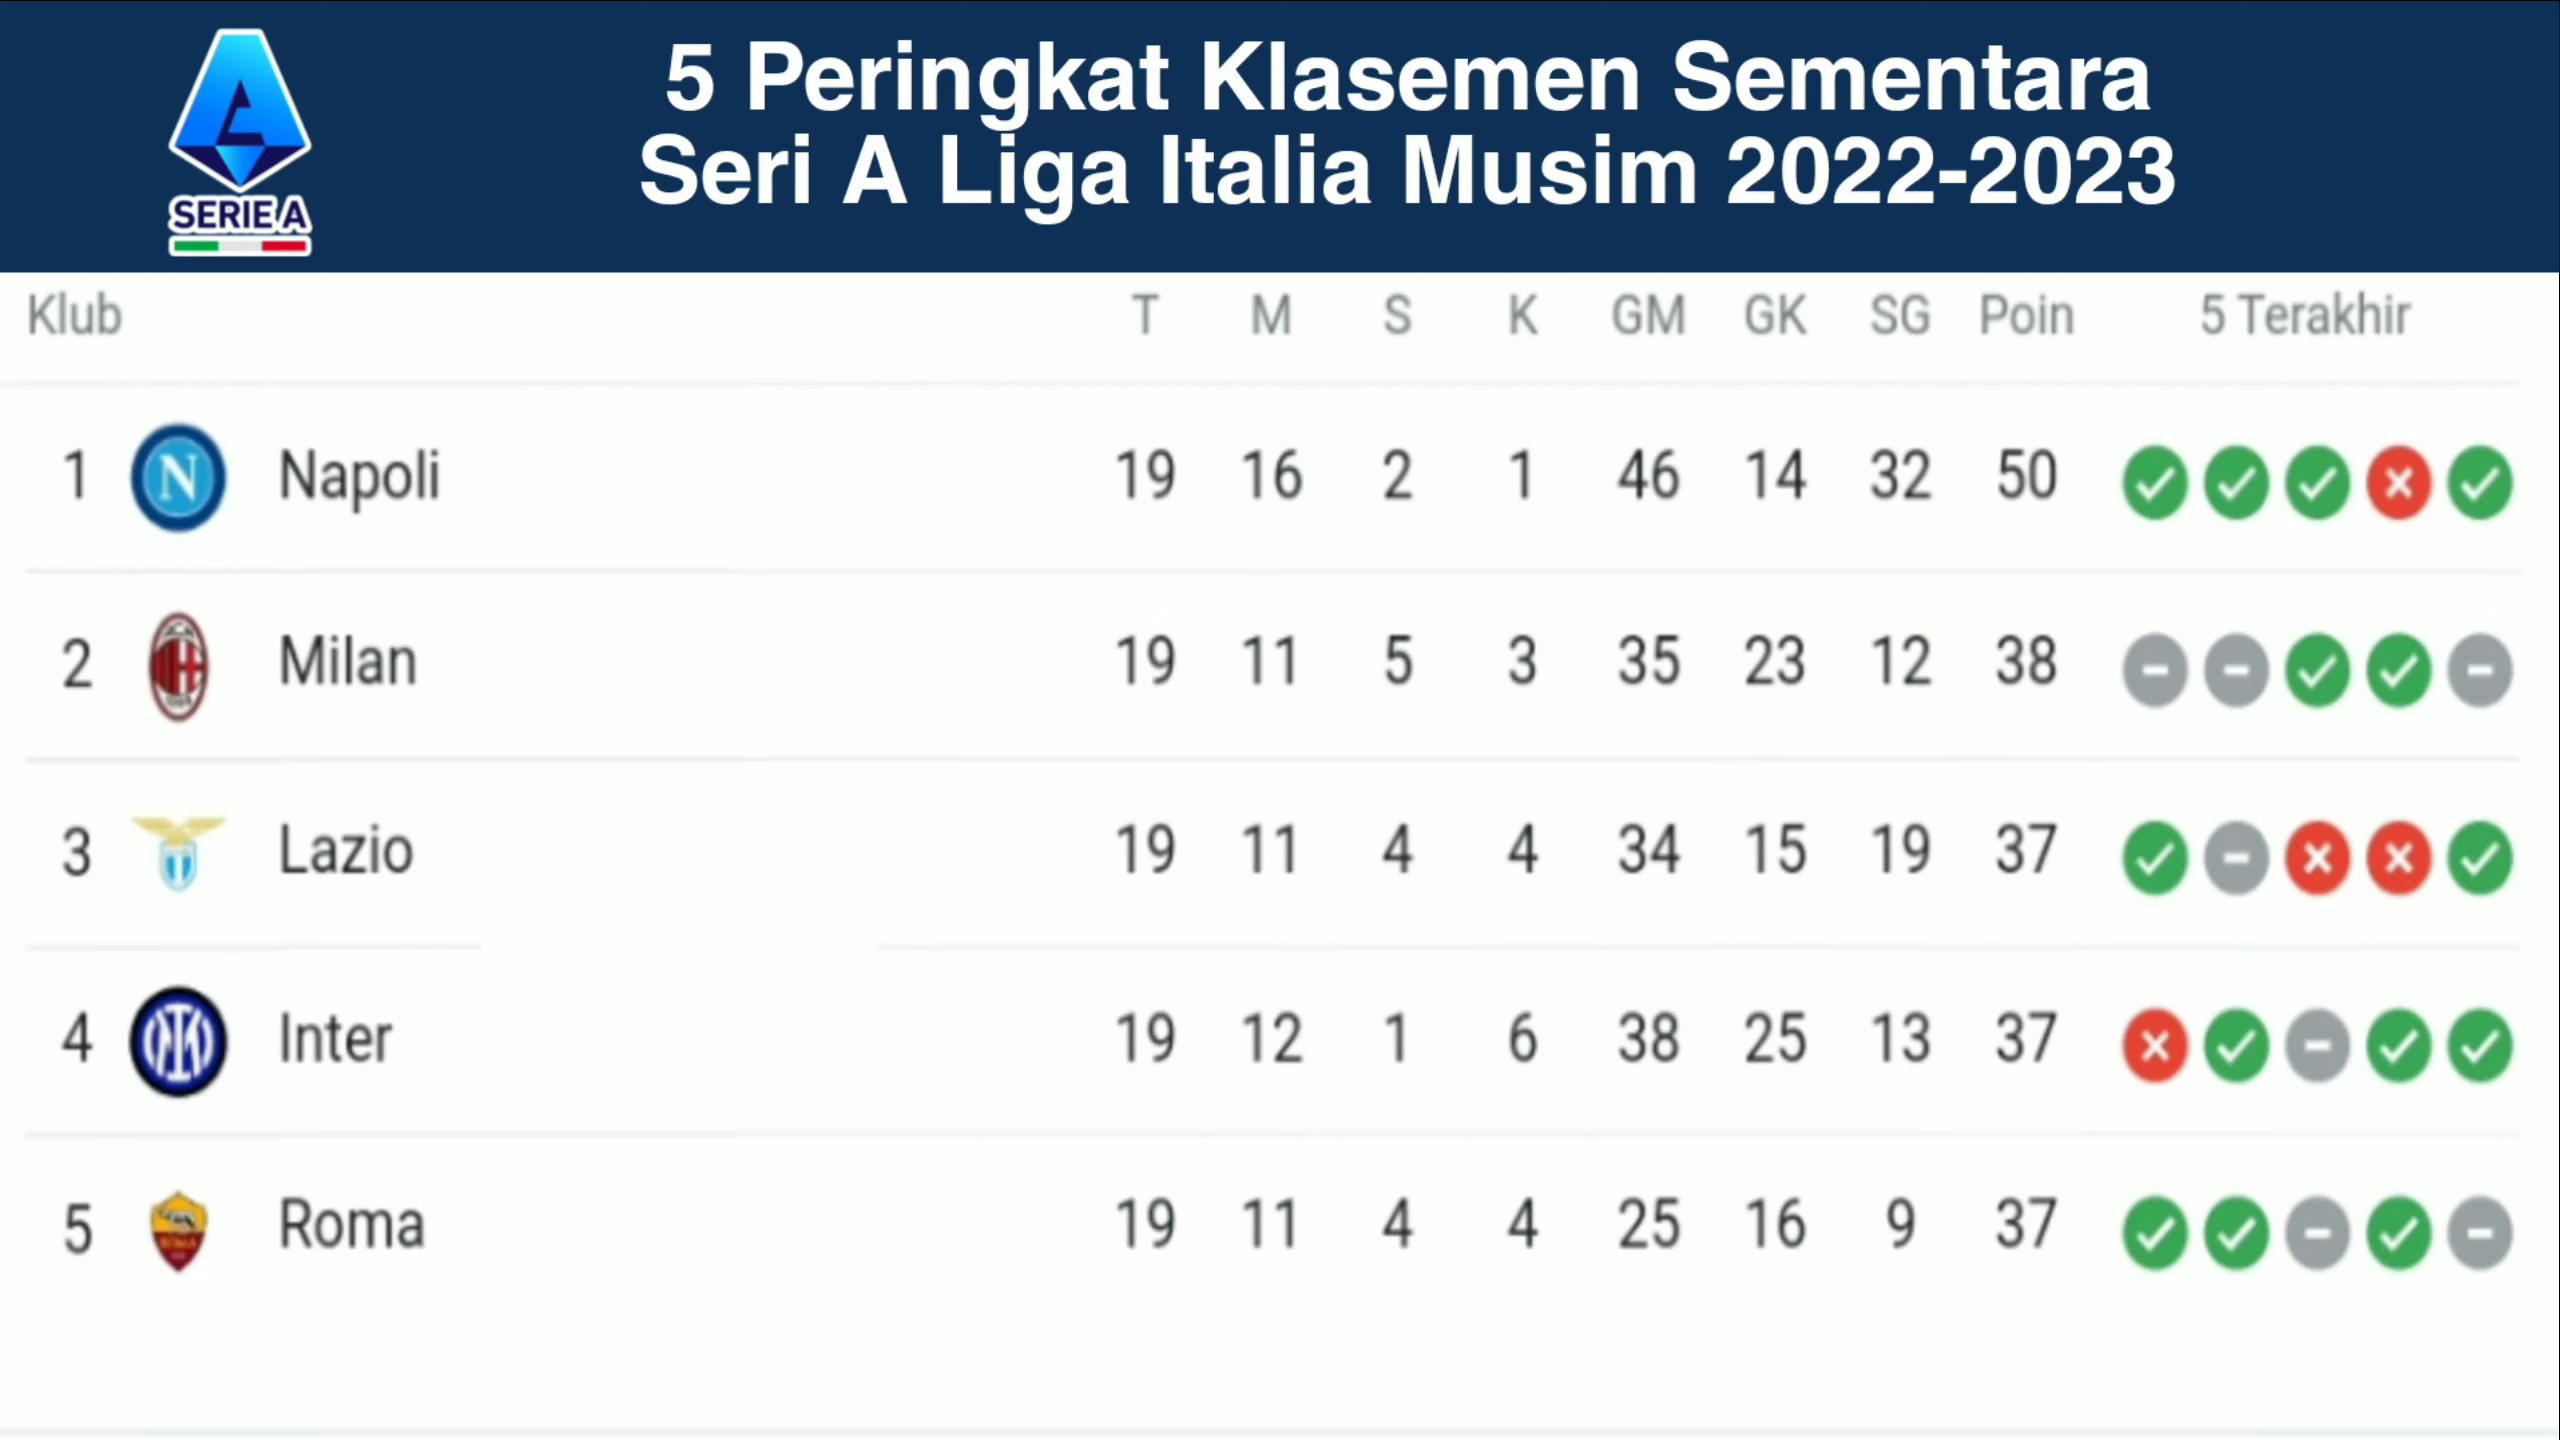 5 Peringkat Klasemen Sementara
Seri A Liga Italia Musim 2022-2023
SERIE A
Klub T M S K GM GK SG Poin 5 Terakhir
1 N Napoli 19 16 2 1 46 14 32 50
2 Milan 19 11 5 3 35 23 12 38
3 Lazio 19 11 4 4 34 15 19 37
4 Inter 19 12 1 6 38 25 13 37
5 Roma 19 11 4 4 25 16 9 37